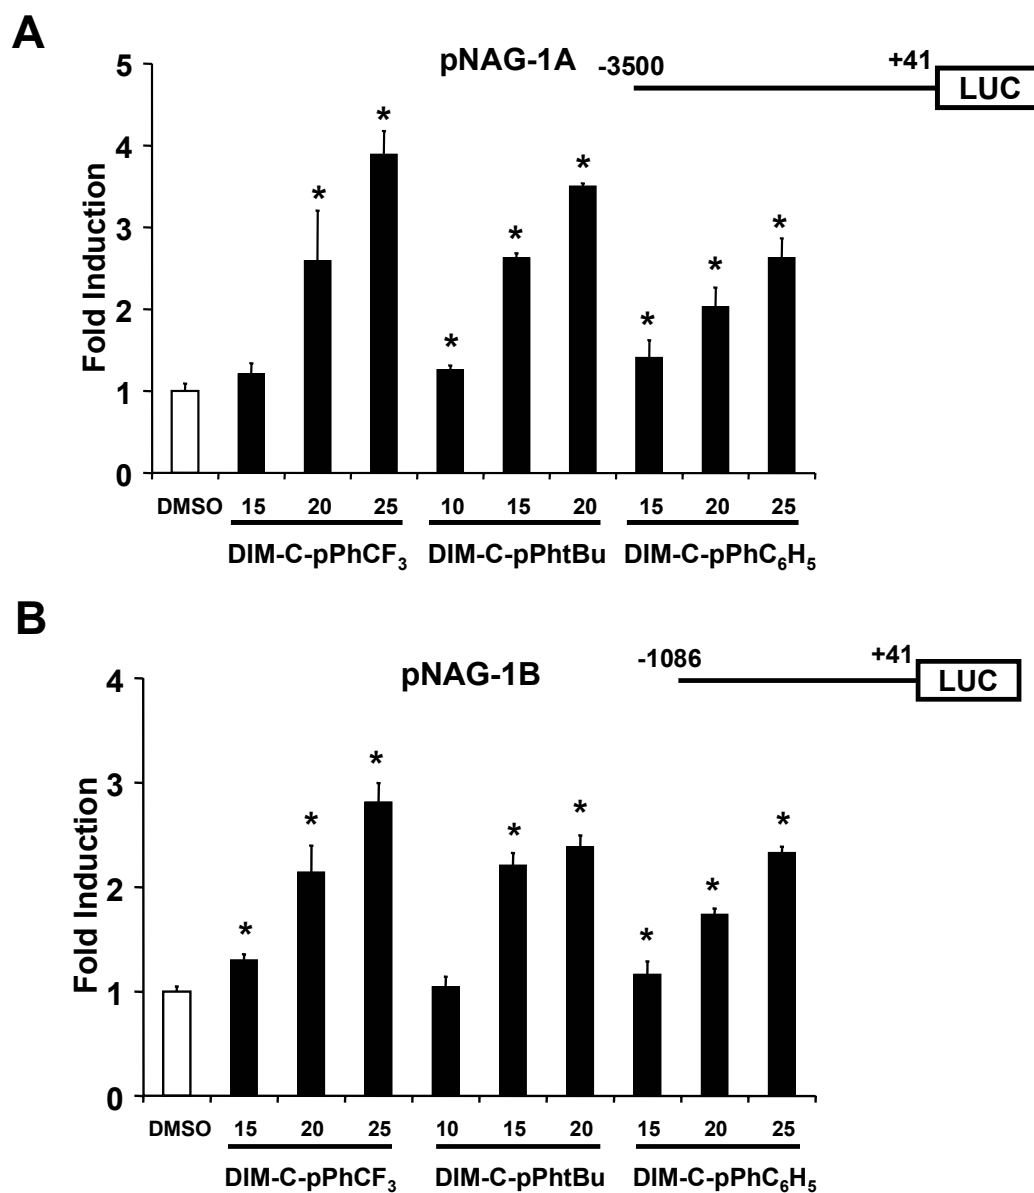 A
pNAG-1A -3500 +41 LUC
5
4
3
2
1
0
Fold Induction
* * * * * * * *
DMSO 15 20 25 10 15 20 15 20 25
DIM-C-pPhCF₃ DIM-C-pPhtBu DIM-C-pPhC₆H₅
B
pNAG-1B -1086 +41 LUC
4
3
2
1
0
Fold Induction
* * * * * * * *
DMSO 15 20 25 10 15 20 15 20 25
DIM-C-pPhCF₃ DIM-C-pPhtBu DIM-C-pPhC₆H₅